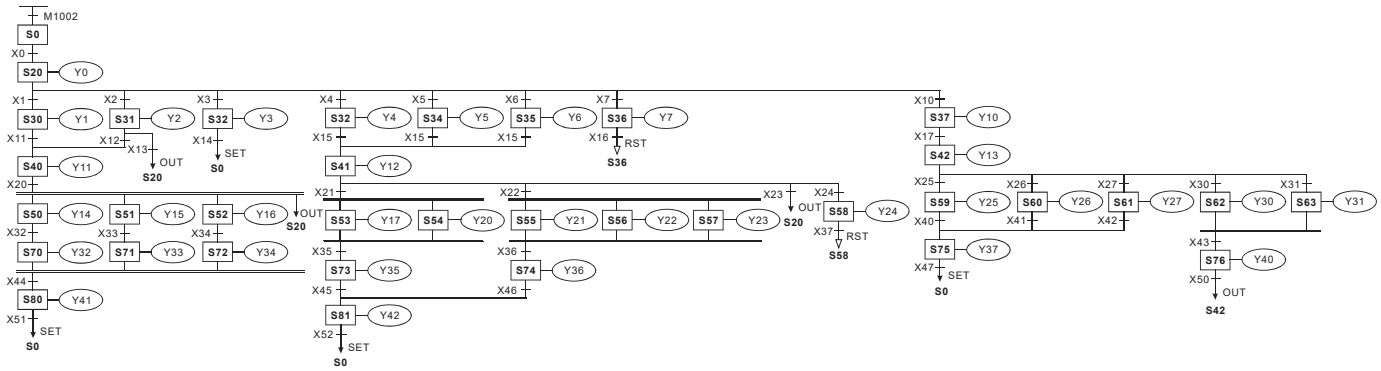 M1002
S0
X0
S20 Y0
X1 X2 X3 X4 X5 X6 X7 X10
S30 Y1 S31 Y2 S32 Y3 S32 Y4 S34 Y5 S35 Y6 S36 Y7 S37 Y10
X11 X12 X13 X14 X15 X15 X15 X16 X17
OUT SET RST
S20 S0 S36
S40 Y11 S41 Y12 S42 Y13
X20 X21 X22 X23 X24 X25 X26 X27 X30 X31
OUT OUT
S20 S20
S50 Y14 S51 Y15 S52 Y16 S53 Y17 S54 Y20 S55 Y21 S56 Y22 S57 Y23 S58 Y24 S59 Y25 S60 Y26 S61 Y27 S62 Y30 S63 Y31
X32 X33 X34 X35 X36 X37 X40 X41 X42 X43
RST
S58
S70 Y32 S71 Y33 S72 Y34 S73 Y35 S74 Y36 S75 Y37 S76 Y40
X44 X45 X46 X47 X50
SET OUT
S0 S42
S80 Y41 S81 Y42
X51 X52
SET SET
S0 S0